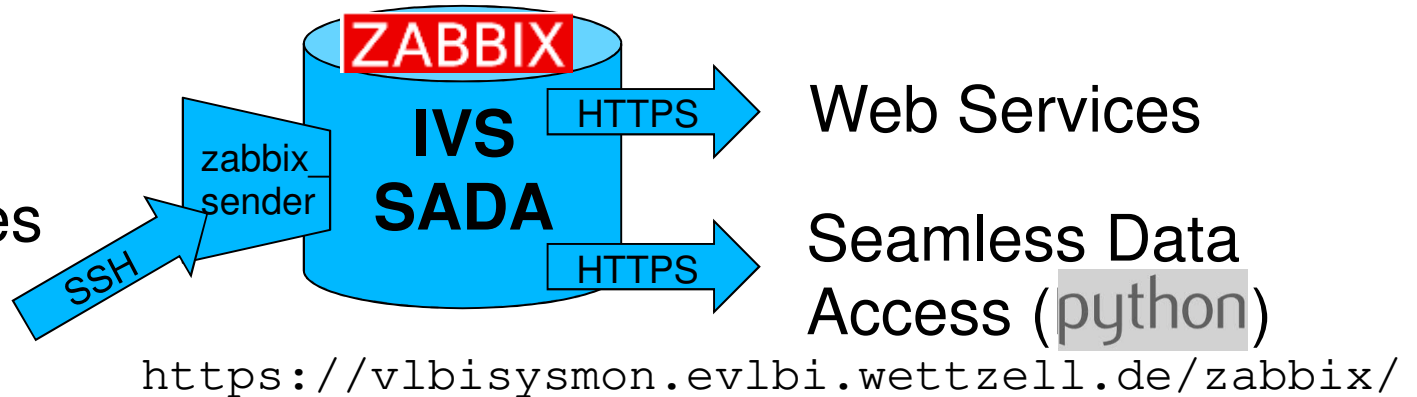 ZABBIX
IVS
SADA
zabbix_
sender
SSH
HTTPS
HTTPS
Web Services
Seamless Data
Access (python)
https://vlbisysmon.evlbi.wettzell.de/zabbix/